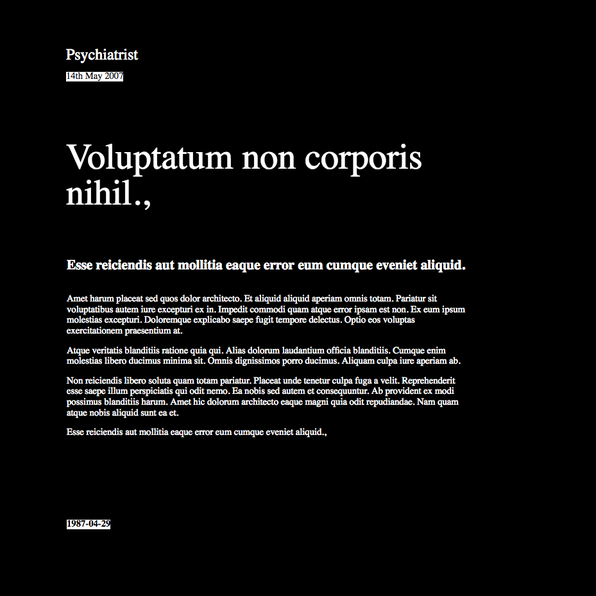 Psychiatrist
14th May 2007
Voluptatum non corporis
nihil.,
Esse reiciendis aut mollitia eaque error eum cumque eveniet aliquid.
Amet harum placeat sed quos dolor architecto. Et aliquid aliquid aperiam omnis totam. Pariatur sit
voluptatibus autem iure excepturi ex in. Impedit commodi quam atque error ipsam est non. Ex eum ipsum
molestias excepturi. Doloremque explicabo saepe fugit tempore delectus. Optio eos voluptas
exercitationem praesentium at.
Atque veritatis blanditiis ratione quia qui. Alias dolorum laudantium officia blanditiis. Cumque enim
molestias libero ducimus minima sit. Omnis dignissimos porro ducimus. Aliquam culpa iure aperiam ab.
Non reiciendis libero soluta quam totam pariatur. Placeat unde tenetur culpa fuga a velit. Reprehenderit
esse saepe illum perspiciatis qui odit nemo. Ea nobis sed autem et consequuntur. Ab provident ex modi
possimus blanditiis harum. Amet hic dolorum architecto eaque magni quia odit repudiandae. Nam quam
atque nobis aliquid sunt ea et.
Esse reiciendis aut mollitia eaque error eum cumque eveniet aliquid.,
1987-04-29